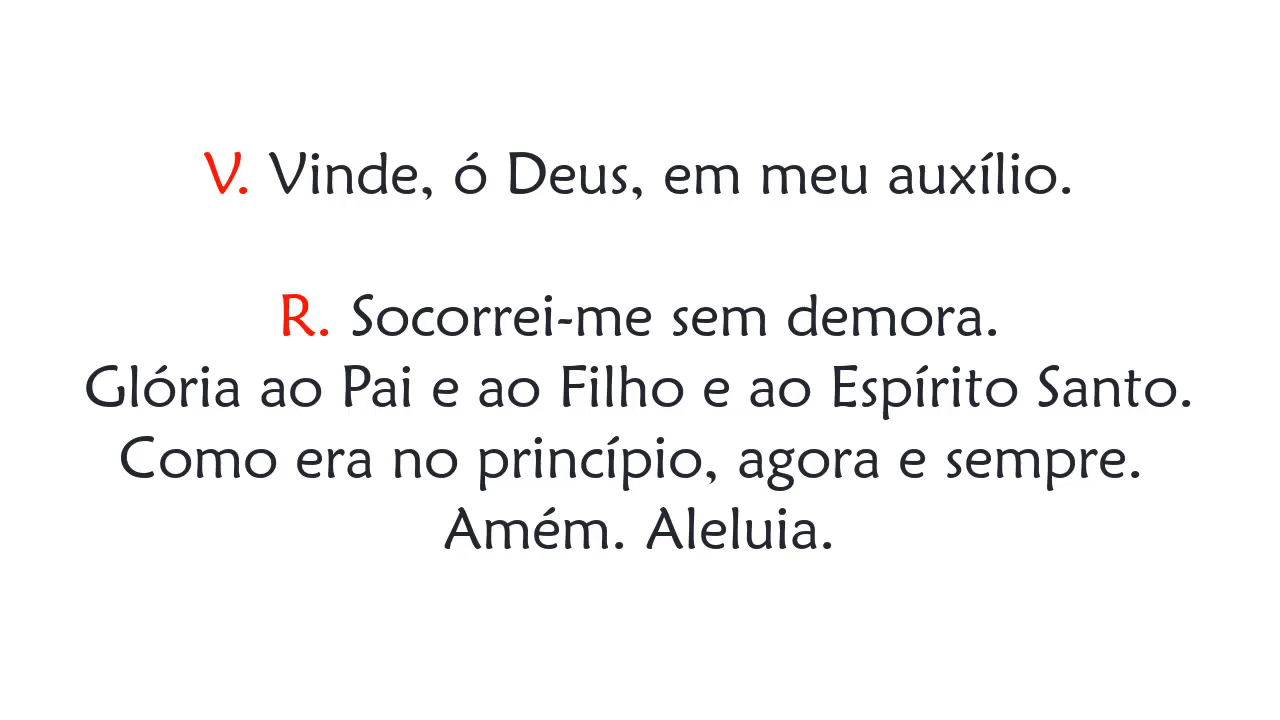 V. Vinde, ó Deus, em meu auxílio.
R. Socorrei-me sem demora.
Glória ao Pai e ao Filho e ao Espírito Santo.
Como era no princípio, agora e sempre.
Amém. Aleluia.